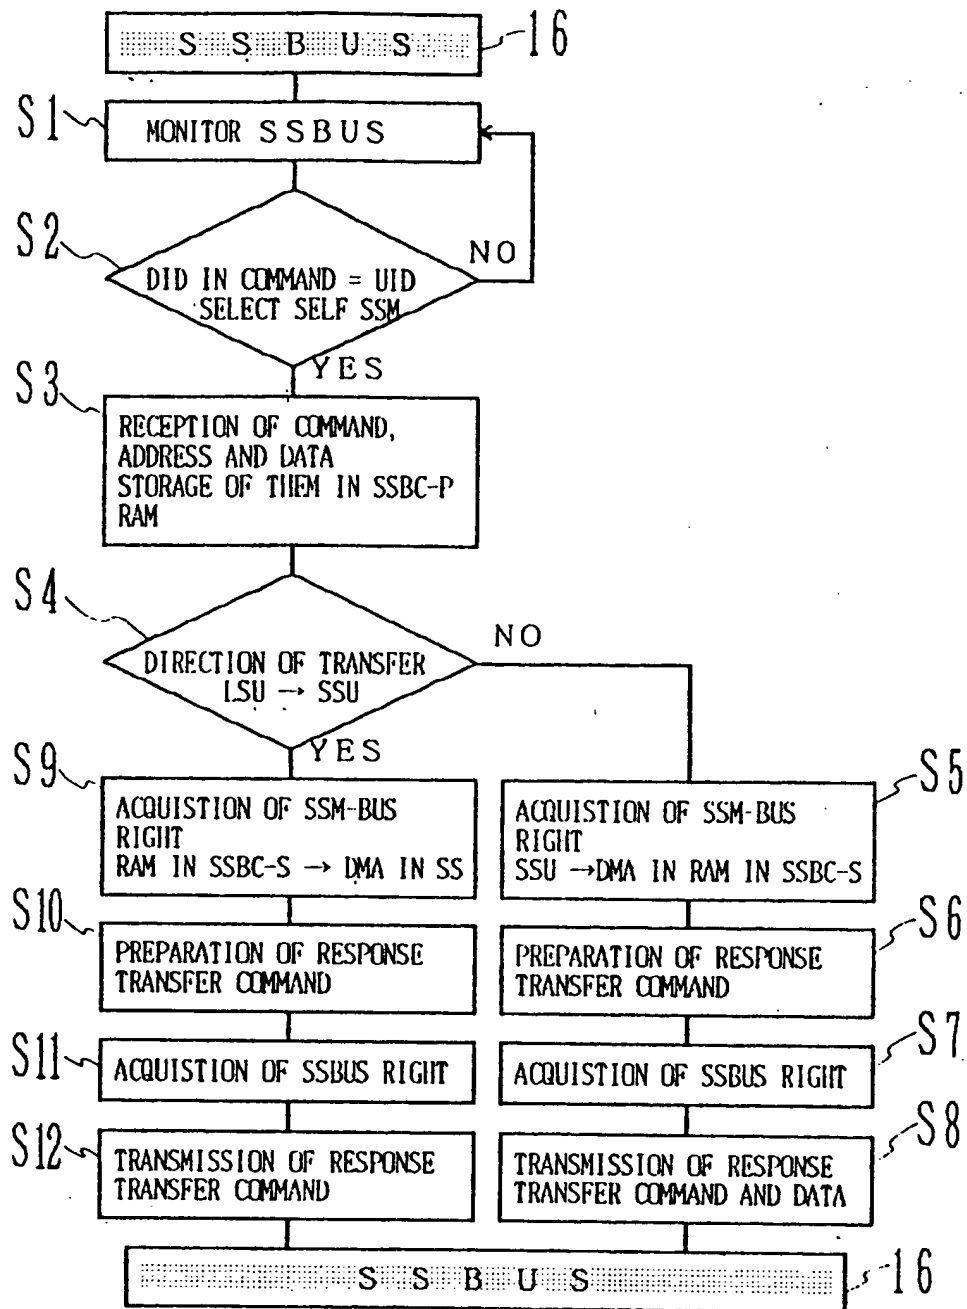 S S B U S
16
S1
MONITOR SSBUS
S2
NO
DID IN COMMAND = UID
SELECT SELF SSM
YES
S3
RECEPTION OF COMMAND,
ADDRESS AND DATA
STORAGE OF THEM IN SSBC-P
RAM
S4
NO
DIRECTION OF TRANSFER
LSU → SSU
YES
S9
ACQUISTION OF SSM-BUS
RIGHT
RAM IN SSBC-S → DMA IN SS
S5
ACQUISTION OF SSM-BUS
RIGHT
SSU → DMA IN RAM IN SSBC-S
S10
PREPARATION OF RESPONSE
TRANSFER COMMAND
S6
PREPARATION OF RESPONSE
TRANSFER COMMAND
S11
ACQUISTION OF SSBUS RIGHT
S7
ACQUISTION OF SSBUS RIGHT
S12
TRANSMISSION OF RESPONSE
TRANSFER COMMAND
S8
TRANSMISSION OF RESPONSE
TRANSFER COMMAND AND DATA
S S B U S
16